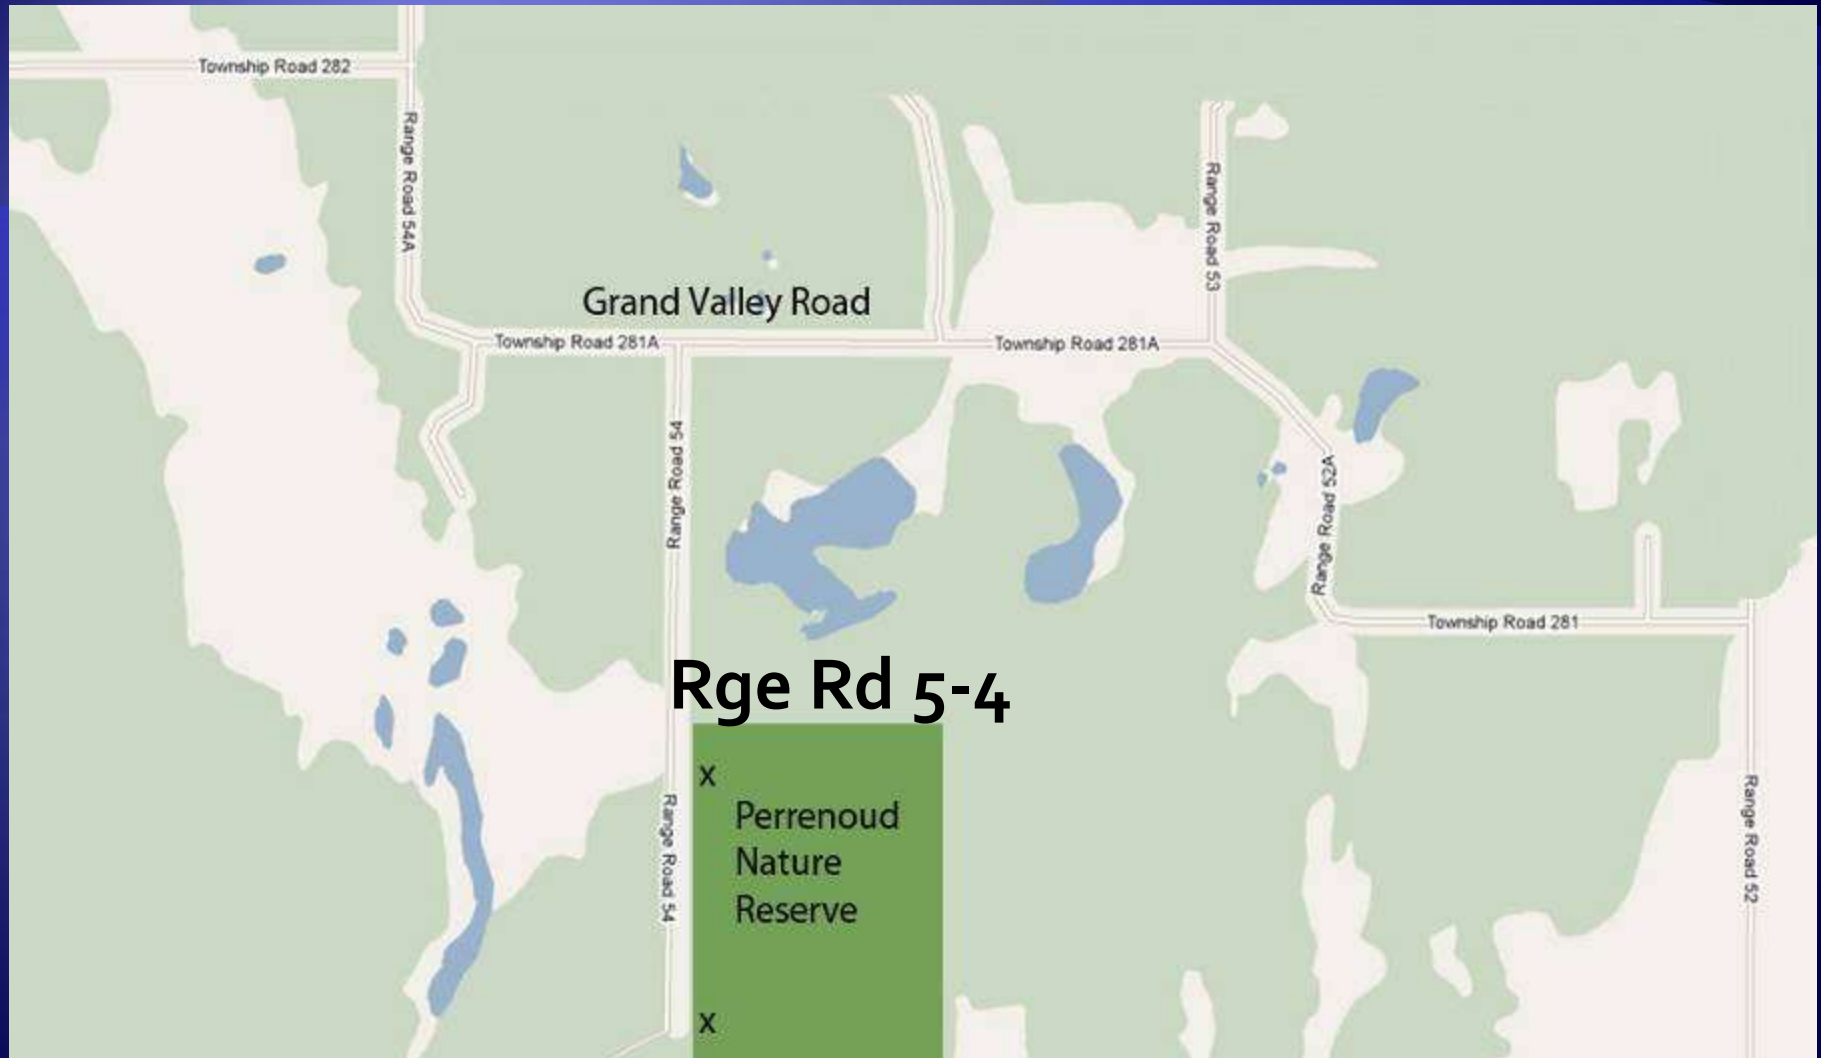 Township Road 282
Range Road 54A
Range Road 53
Grand Valley Road
Township Road 281A
Township Road 281A
Range Road 54
Range Road 52A
Township Road 281
Rge Rd 5-4
x
Perrenoud
Nature
Reserve
Range Road 54
Range Road 52
x